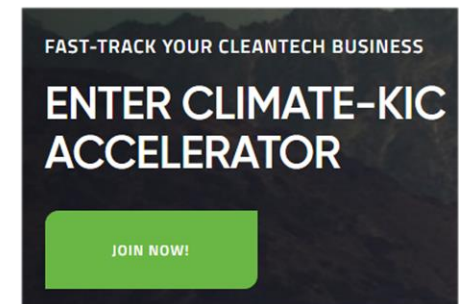 FAST-TRACK YOUR CLEANTECH BUSINESS
ENTER CLIMATE-KIC
ACCELERATOR
JOIN NOW!